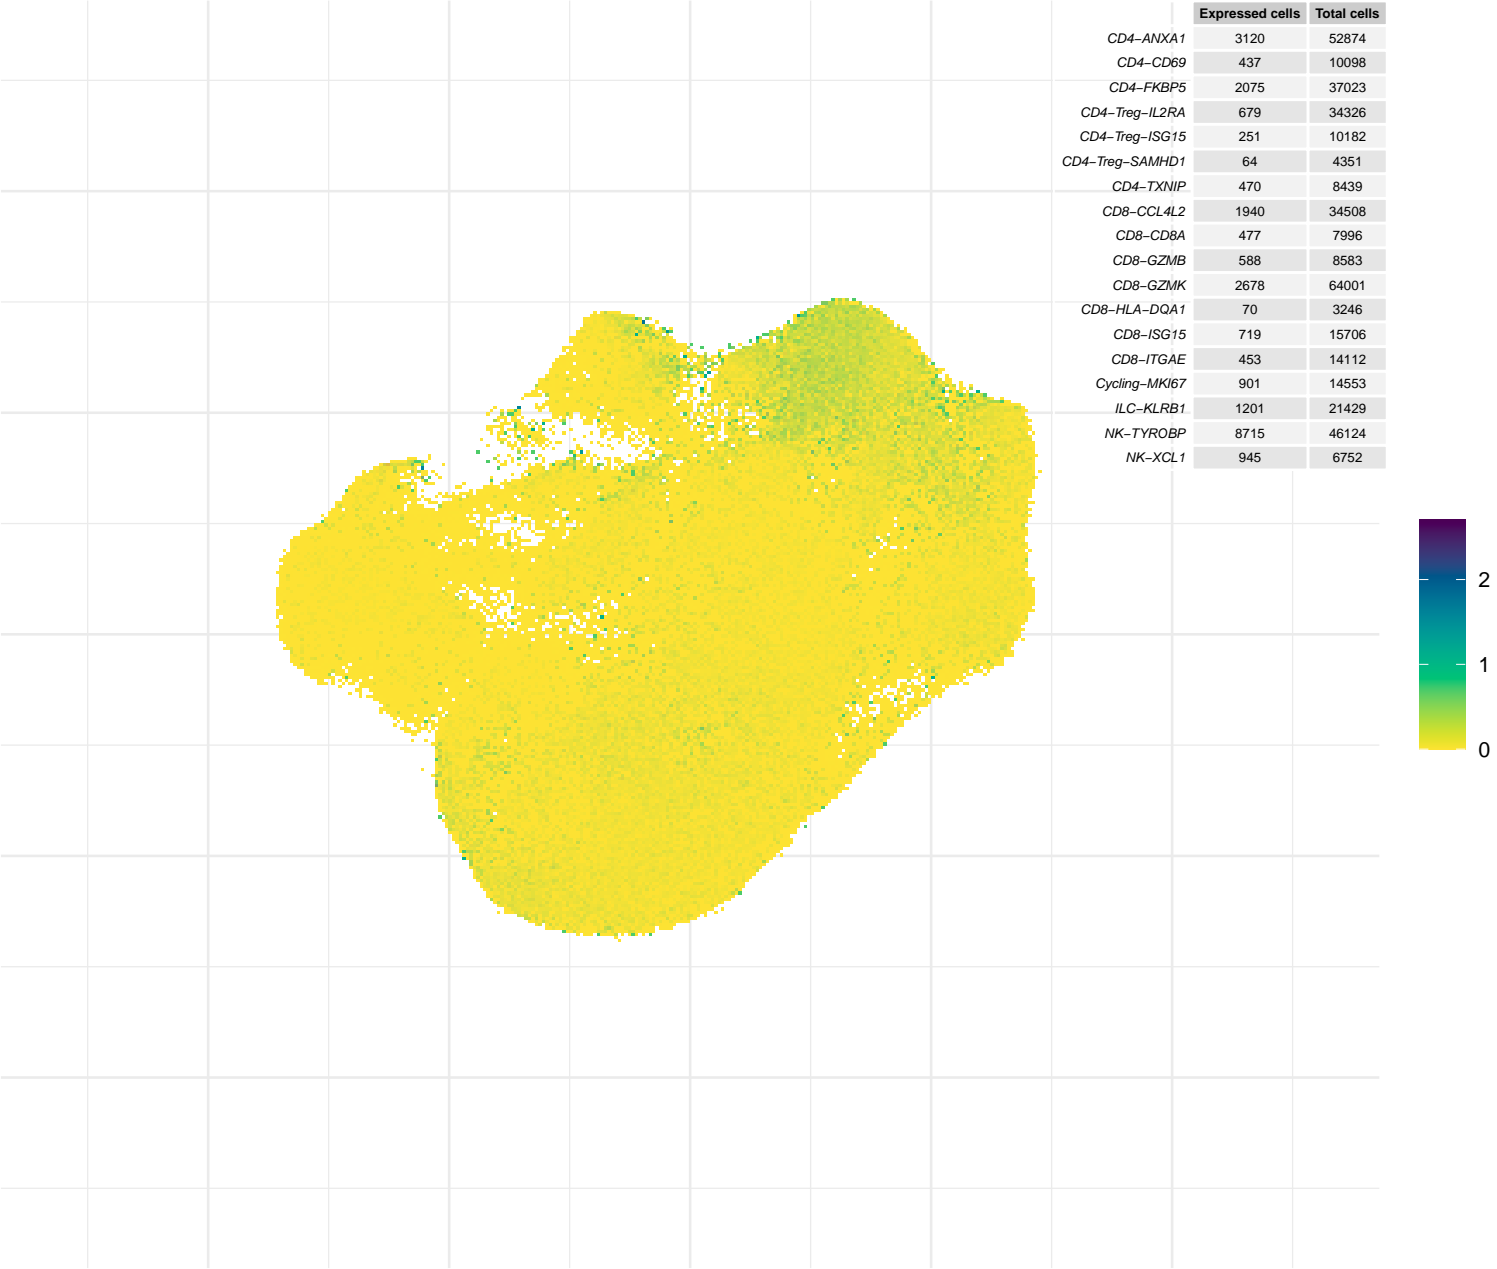 Expressed cells Total cells
CD4−ANXA1 3120 52874
CD4−CD69 437 10098
CD4−FKBP5 2075 37023
CD4−Treg−IL2RA 679 34326
CD4−Treg−ISG15 251 10182
CD4−Treg−SAMHD1 64 4351
CD4−TXNIP 470 8439
CD8−CCL4L2 1940 34508
CD8−CD8A 477 7996
CD8−GZMB 588 8583
CD8−GZMK 2678 64001
CD8−HLA−DQA1 70 3246
CD8−ISG15 719 15706
CD8−ITGAE 453 14112
Cycling−MKI67 901 14553
ILC−KLRB1 1201 21429
NK−TYROBP 8715 46124
NK−XCL1 945 6752
2
1
0